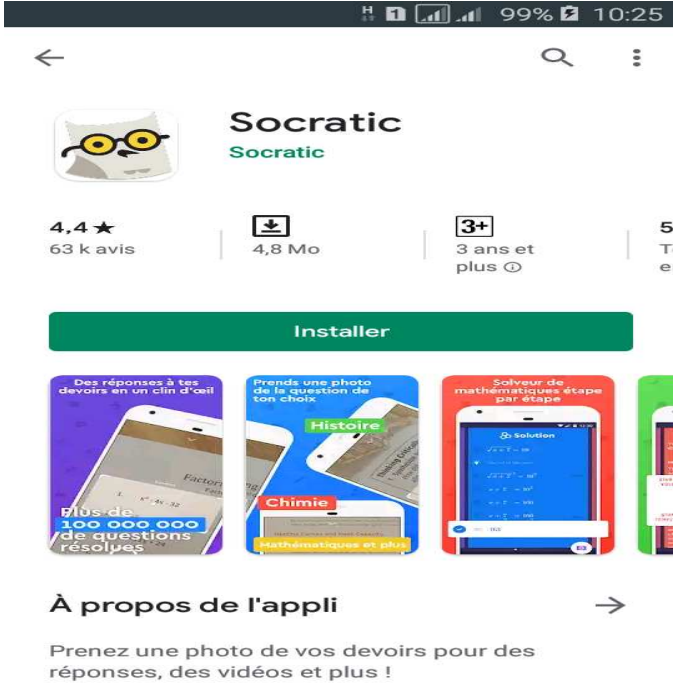 99% 10:25
Socratic
Socratic
4,4 ★
63 k avis
4,8 Mo
3+
3 ans et
plus
5
T
e
Installer
Des réponses à tes
devoirs en un clin d'œil
Plus de
100 000 000
de questions
résolues
Prends une photo
de la question de
ton choix
Histoire
Thinking Critically
Chimie
Mathématiques et plus
Solveur de
mathématiques étape
par étape
Solution
À propos de l'appli
Prenez une photo de vos devoirs pour des
réponses, des vidéos et plus !